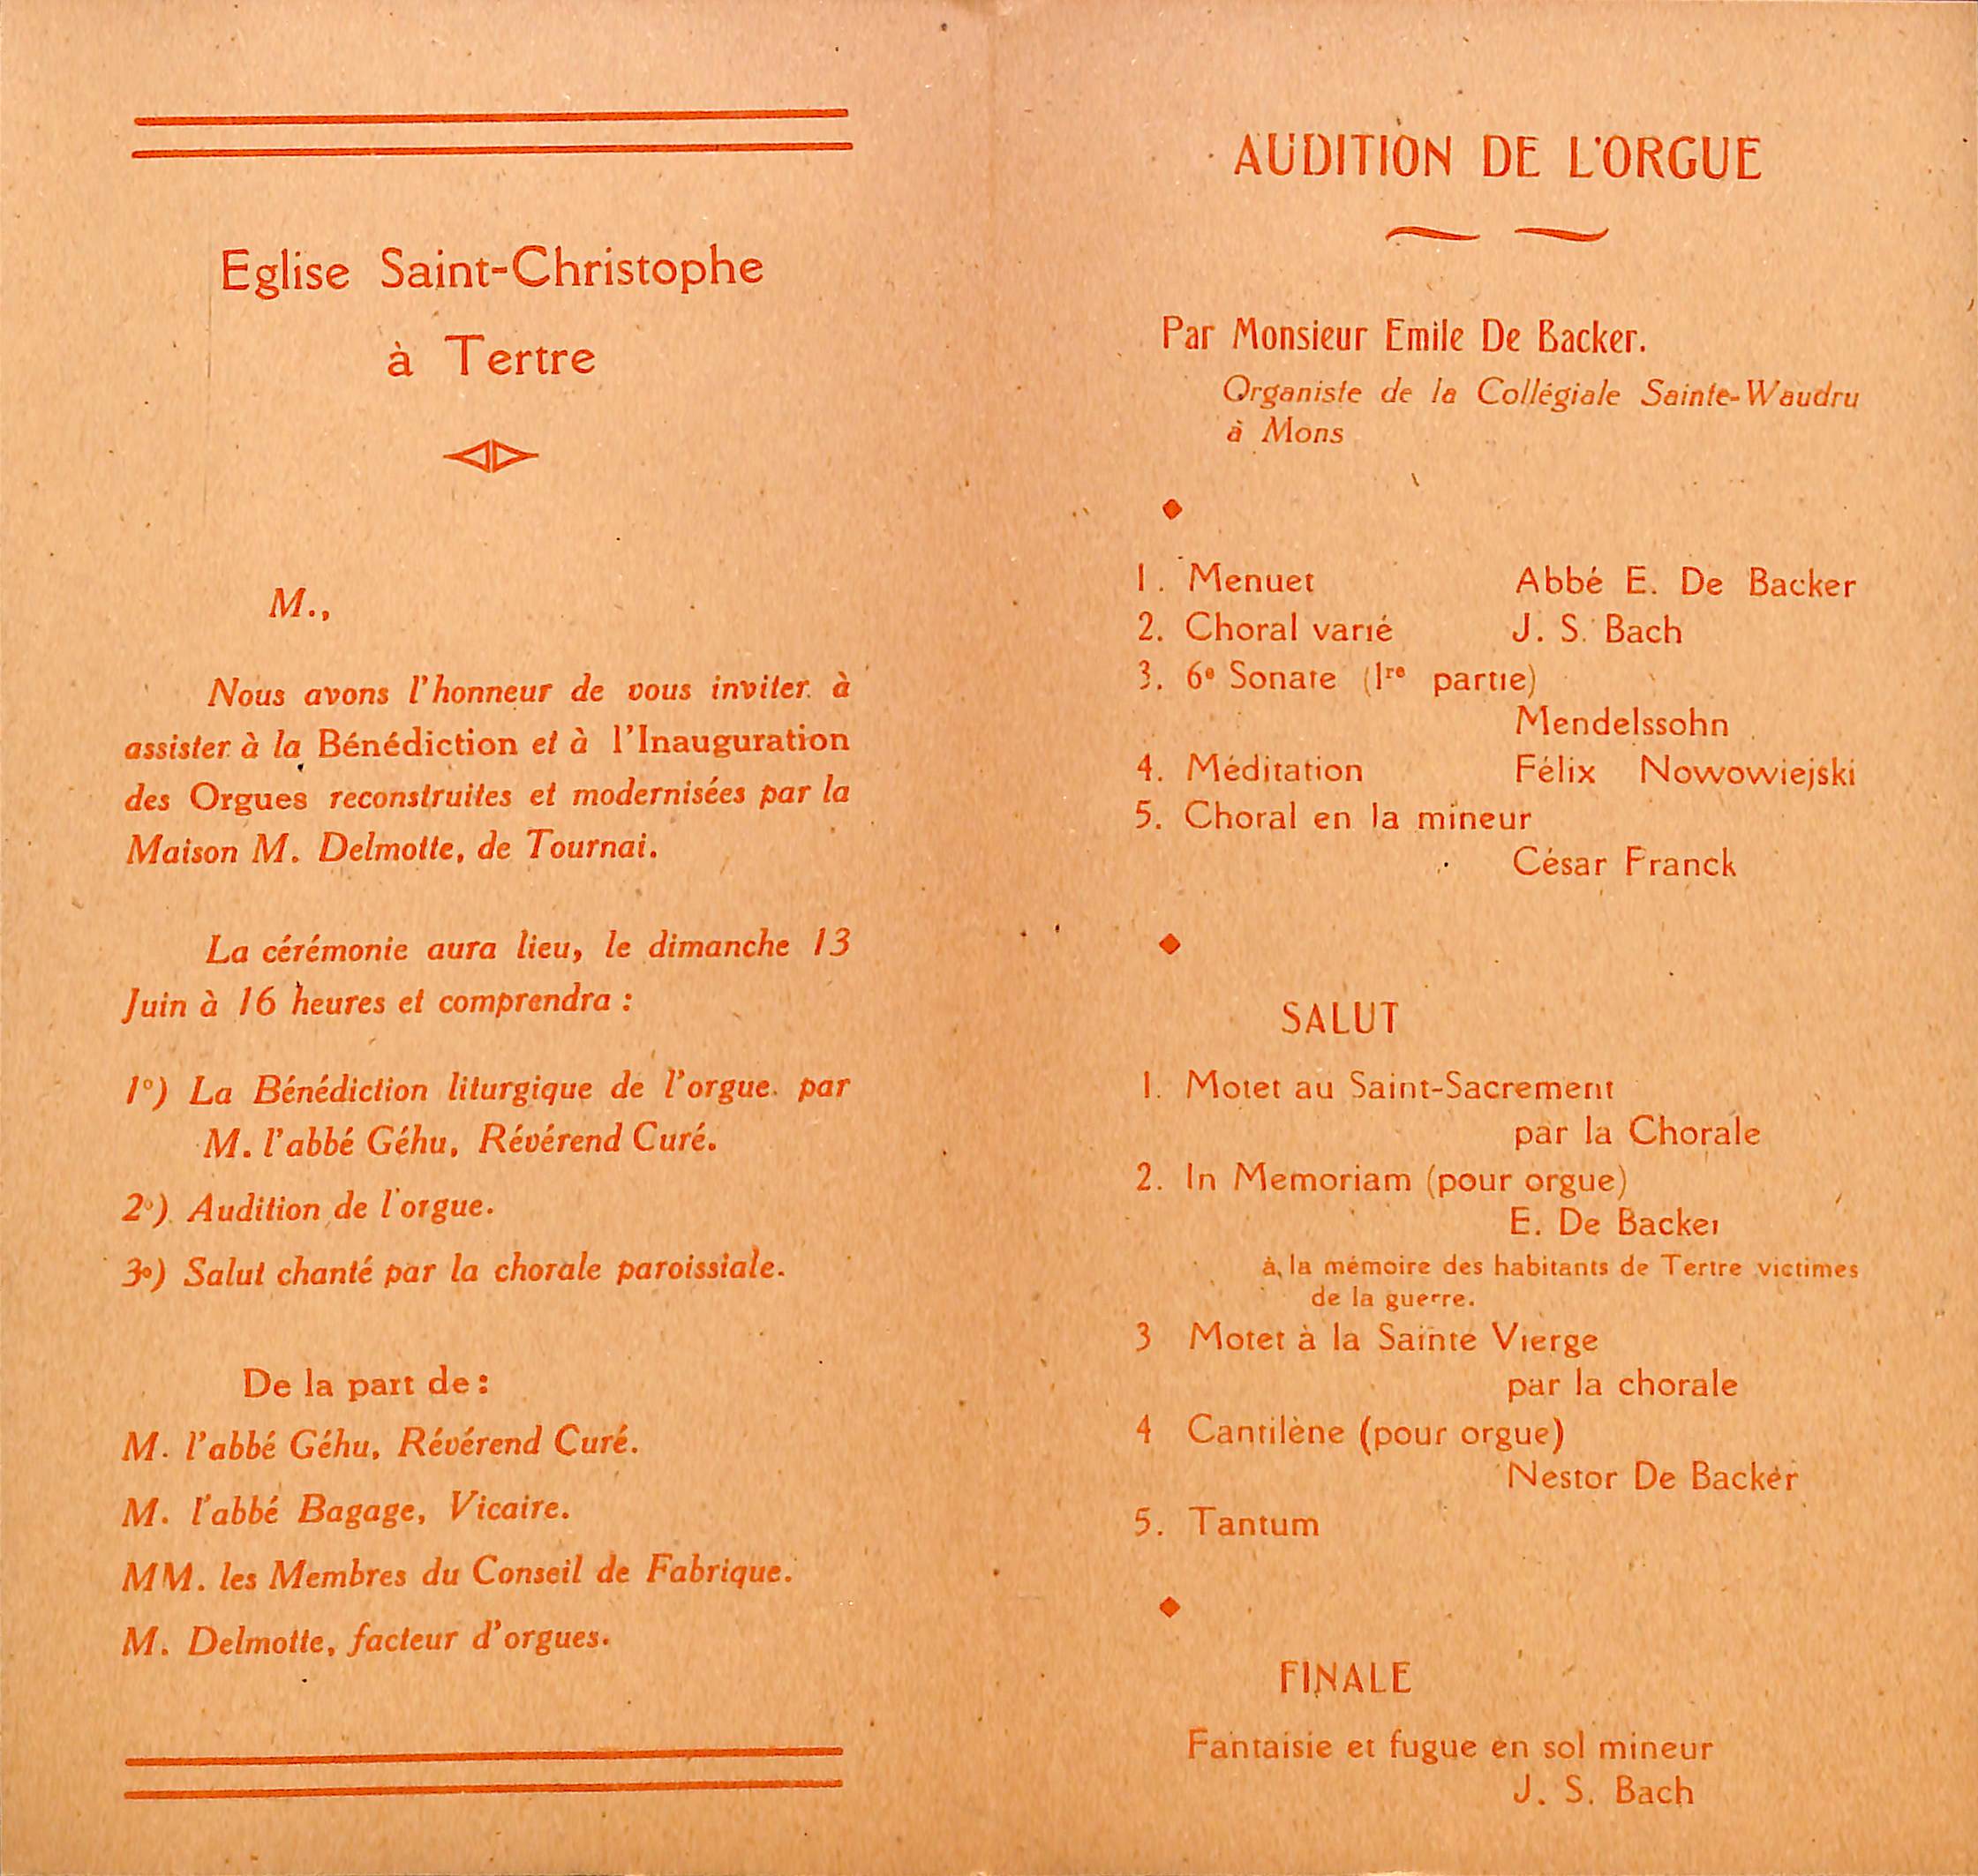 Eglise Saint-Christophe
à Tertre
M.,
Nous avons l'honneur de vous inviter à
assister à la Bénédiction et à l'Inauguration
des Orgues reconstruites et modernisées par la
Maison M. Delmotte, de Tournai.
La cérémonie aura lieu, le dimanche 13
Juin à 16 heures et comprendra :
1°) La Bénédiction liturgique de l'orgue par
M. l'abbé Géhu, Révérend Curé.
2°) Audition de l'orgue.
3°) Salut chanté par la chorale paroissiale.
De la part de :
M. l'abbé Géhu, Révérend Curé.
M. l'abbé Bagage, Vicaire.
MM. les Membres du Conseil de Fabrique.
M. Delmotte, facteur d'orgues.
AUDITION DE L'ORGUE
Par Monsieur Emile De Backer.
Organiste de la Collégiale Sainte-Waudru
à Mons
1. Menuet Abbé E. De Backer
2. Choral varié J. S. Bach
3. 6e Sonate (1re partie)
Mendelssohn
4. Méditation Félix Nowowiejski
5. Choral en la mineur
César Franck
SALUT
1. Motet au Saint-Sacrement
par la Chorale
2. In Memoriam (pour orgue)
E. De Backer
à la mémoire des habitants de Tertre victimes
de la guerre.
3 Motet à la Sainte Vierge
par la chorale
4 Cantilène (pour orgue)
Nestor De Backer
5. Tantum
FINALE
Fantaisie et fugue en sol mineur
J. S. Bach